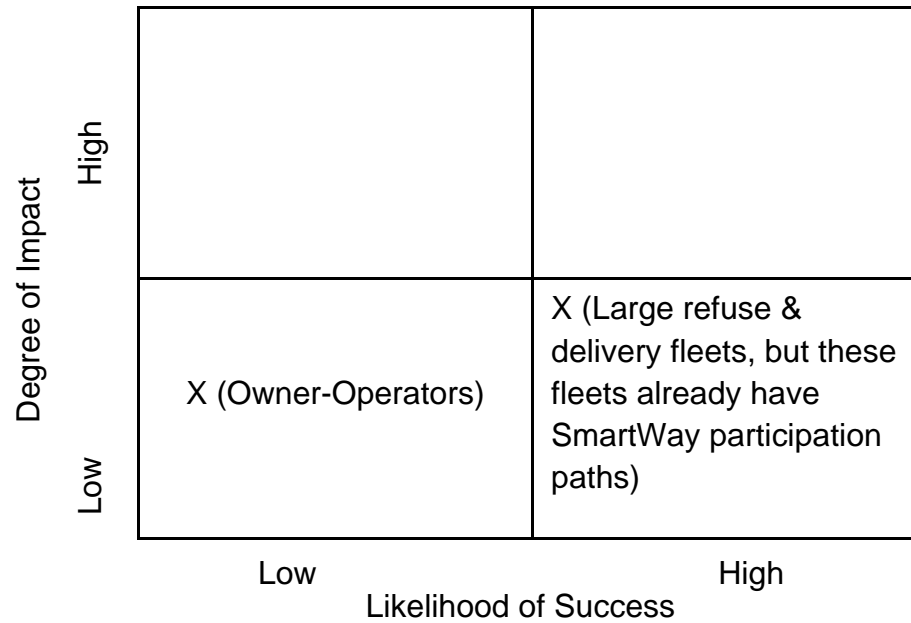 Degree of Impact
High
Low
X (Owner-Operators)
X (Large refuse &
delivery fleets, but these
fleets already have
SmartWay participation
paths)
Low
High
Likelihood of Success